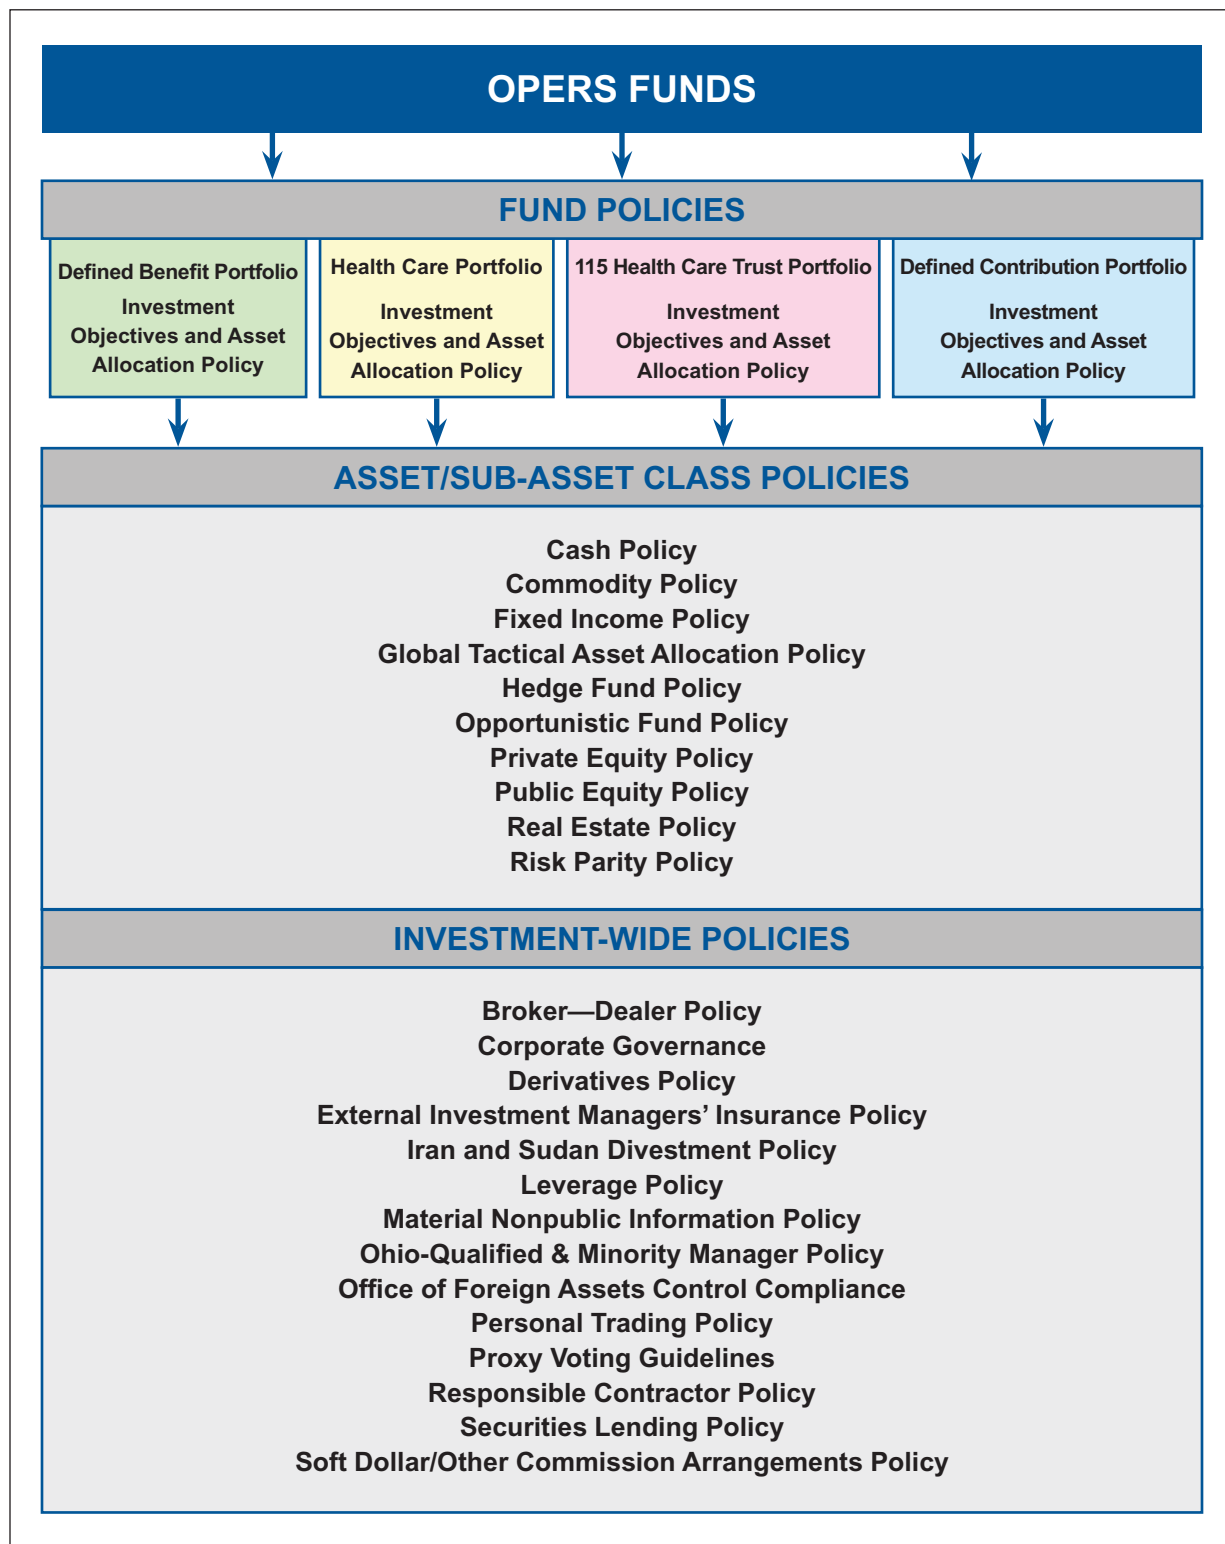 OPERS FUNDS
FUND POLICIES
Defined Benefit Portfolio
Investment
Objectives and Asset
Allocation Policy
Health Care Portfolio
Investment
Objectives and Asset
Allocation Policy
115 Health Care Trust Portfolio
Investment
Objectives and Asset
Allocation Policy
Defined Contribution Portfolio
Investment
Objectives and Asset
Allocation Policy
ASSET/SUB-ASSET CLASS POLICIES
Cash Policy
Commodity Policy
Fixed Income Policy
Global Tactical Asset Allocation Policy
Hedge Fund Policy
Opportunistic Fund Policy
Private Equity Policy
Public Equity Policy
Real Estate Policy
Risk Parity Policy
INVESTMENT-WIDE POLICIES
Broker—Dealer Policy
Corporate Governance
Derivatives Policy
External Investment Managers’ Insurance Policy
Iran and Sudan Divestment Policy
Leverage Policy
Material Nonpublic Information Policy
Ohio-Qualified & Minority Manager Policy
Office of Foreign Assets Control Compliance
Personal Trading Policy
Proxy Voting Guidelines
Responsible Contractor Policy
Securities Lending Policy
Soft Dollar/Other Commission Arrangements Policy